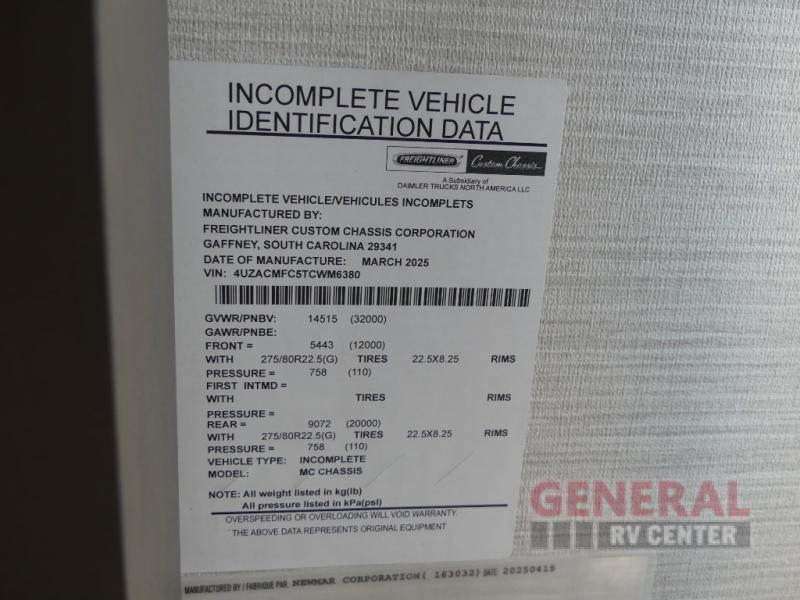 INCOMPLETE VEHICLE
IDENTIFICATION DATA
FREIGHTLINER Custom Chassis
A Subsidiary of
DAIMLER TRUCKS NORTH AMERICA LLC
INCOMPLETE VEHICLE/VEHICULES INCOMPLETS
MANUFACTURED BY:
FREIGHTLINER CUSTOM CHASSIS CORPORATION
GAFFNEY, SOUTH CAROLINA 29341
DATE OF MANUFACTURE: MARCH 2025
VIN: 4UZACMFC5TCWM6380
GVWR/PNBV: 14515 (32000)
GAWR/PNBE:
FRONT = 5443 (12000)
WITH 275/80R22.5(G) TIRES 22.5X8.25 RIMS
PRESSURE = 758 (110)
FIRST INTMD =
WITH TIRES RIMS
PRESSURE =
REAR = 9072 (20000)
WITH 275/80R22.5(G) TIRES 22.5X8.25 RIMS
PRESSURE = 758 (110)
VEHICLE TYPE: INCOMPLETE
MODEL: MC CHASSIS
NOTE: All weight listed in kg(lb)
All pressure listed in kPa(psi)
OVERSPEEDING OR OVERLOADING WILL VOID WARRANTY.
THE ABOVE DATA REPRESENTS ORIGINAL EQUIPMENT
GENERAL
RV CENTER
MANUFACTURED BY / FABRIQUE PAR NEWMAR CORPORATION( 163032) DATE 20250415